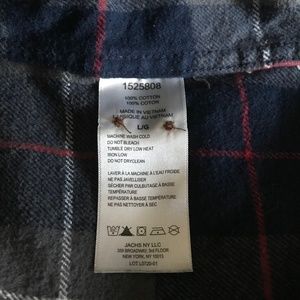 1525808
100% COTTON
100% COTON
MADE IN VIETNAM
FABRIQUÉ AU VIETNAM
L/G
MACHINE WASH COLD
DO NOT BLEACH
TUMBLE DRY LOW HEAT
IRON LOW
DO NOT DRYCLEAN
LAVER À LA MACHINE À L'EAU FROIDE
NE PAS JAVELLISER
SÉCHER PAR CULBUTAGE À BASSE
TEMPÉRATURE
REPASSER À BASSE TEMPÉRATURE
NE PAS NETTOYER À SEC
JACHS NY LLC
NEW YORK, NY 10013